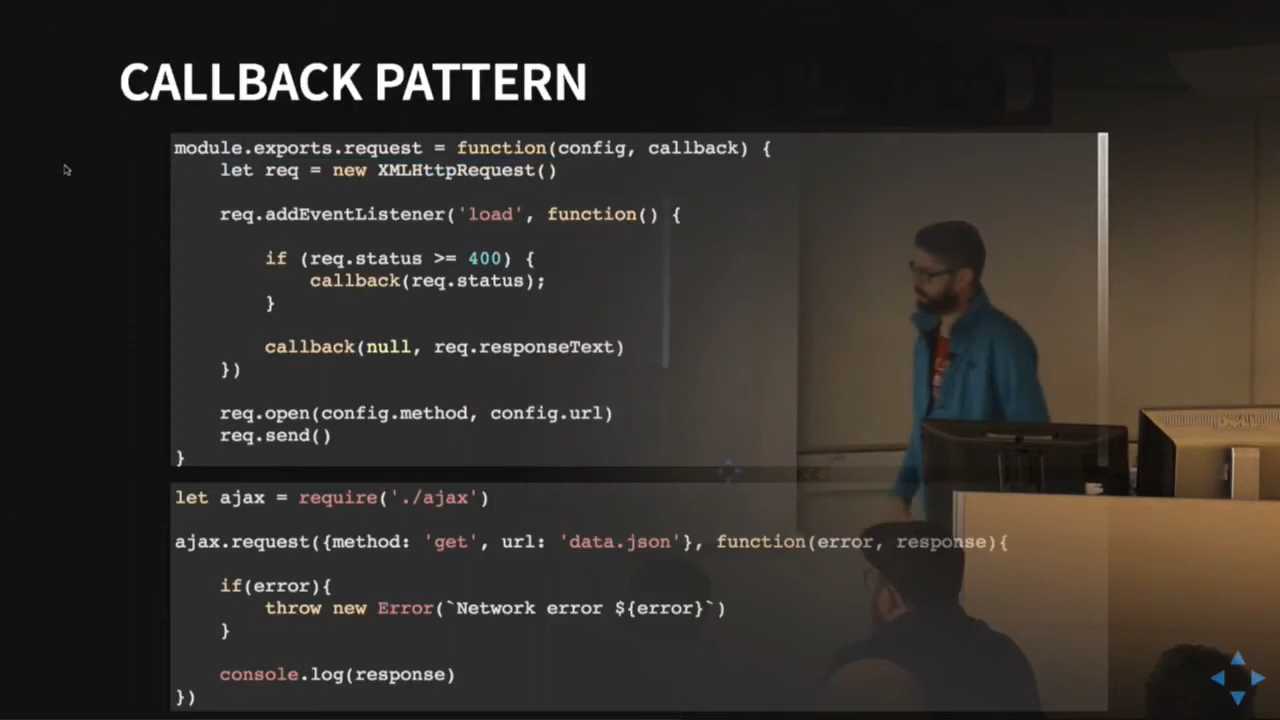 CALLBACK PATTERN
module.exports.request = function(config, callback) {
let req = new XMLHttpRequest()
req.addEventListener('load', function() {
if (req.status >= 400) {
callback(req.status);
}
callback(null, req.responseText)
})
req.open(config.method, config.url)
req.send()
}
let ajax = require('./ajax')
ajax.request({method: 'get', url: 'data.json'}, function(error, response){
if(error){
throw new Error(`Network error ${error}`)
}
console.log(response)
})
DELL